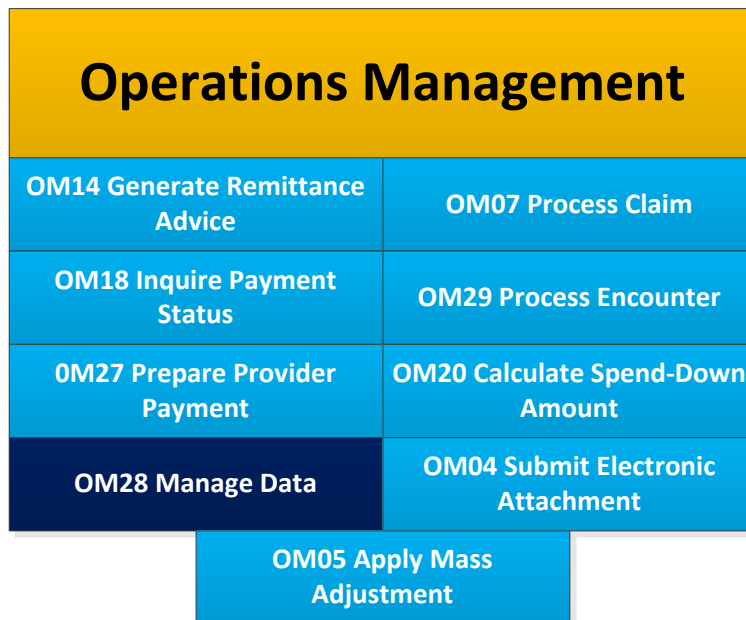 Operations Management
OM14 Generate Remittance
Advice
OM07 Process Claim
OM18 Inquire Payment
Status
OM29 Process Encounter
0M27 Prepare Provider
Payment
OM20 Calculate Spend-Down
Amount
OM28 Manage Data
OM04 Submit Electronic
Attachment
OM05 Apply Mass
Adjustment